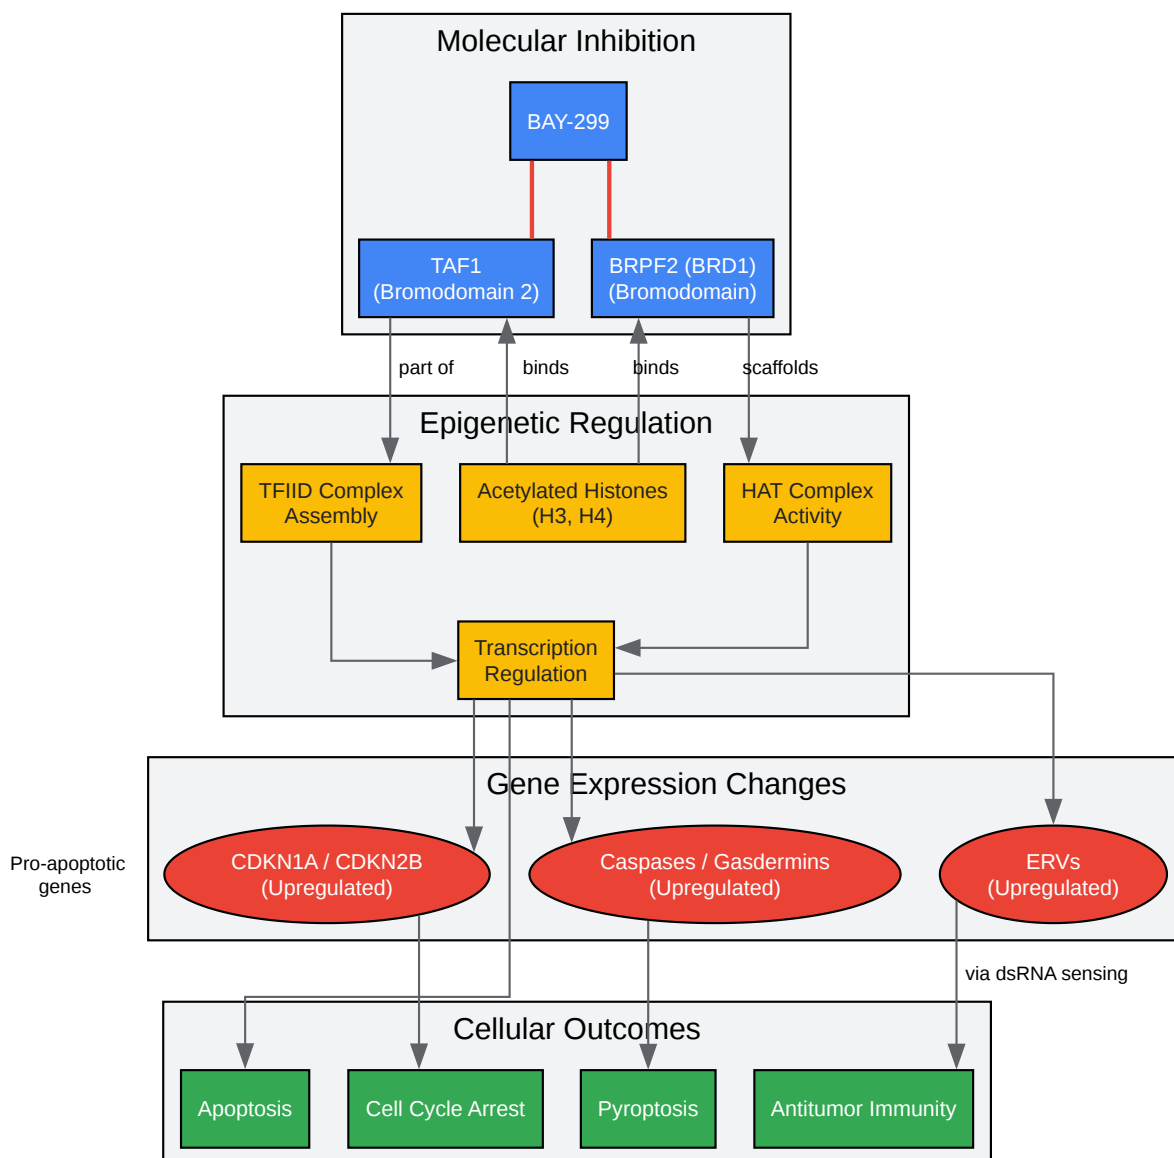 Molecular Inhibition
BAY-299
TAF1
(Bromodomain 2)
BRPF2 (BRD1)
(Bromodomain)
part of
binds
binds
scaffolds
Epigenetic Regulation
TFIID Complex
Assembly
Acetylated Histones
(H3, H4)
HAT Complex
Activity
Transcription
Regulation
Gene Expression Changes
Pro-apoptotic
genes
CDKN1A / CDKN2B
(Upregulated)
Caspases / Gasdermins
(Upregulated)
ERVs
(Upregulated)
via dsRNA sensing
Cellular Outcomes
Apoptosis
Cell Cycle Arrest
Pyroptosis
Antitumor Immunity